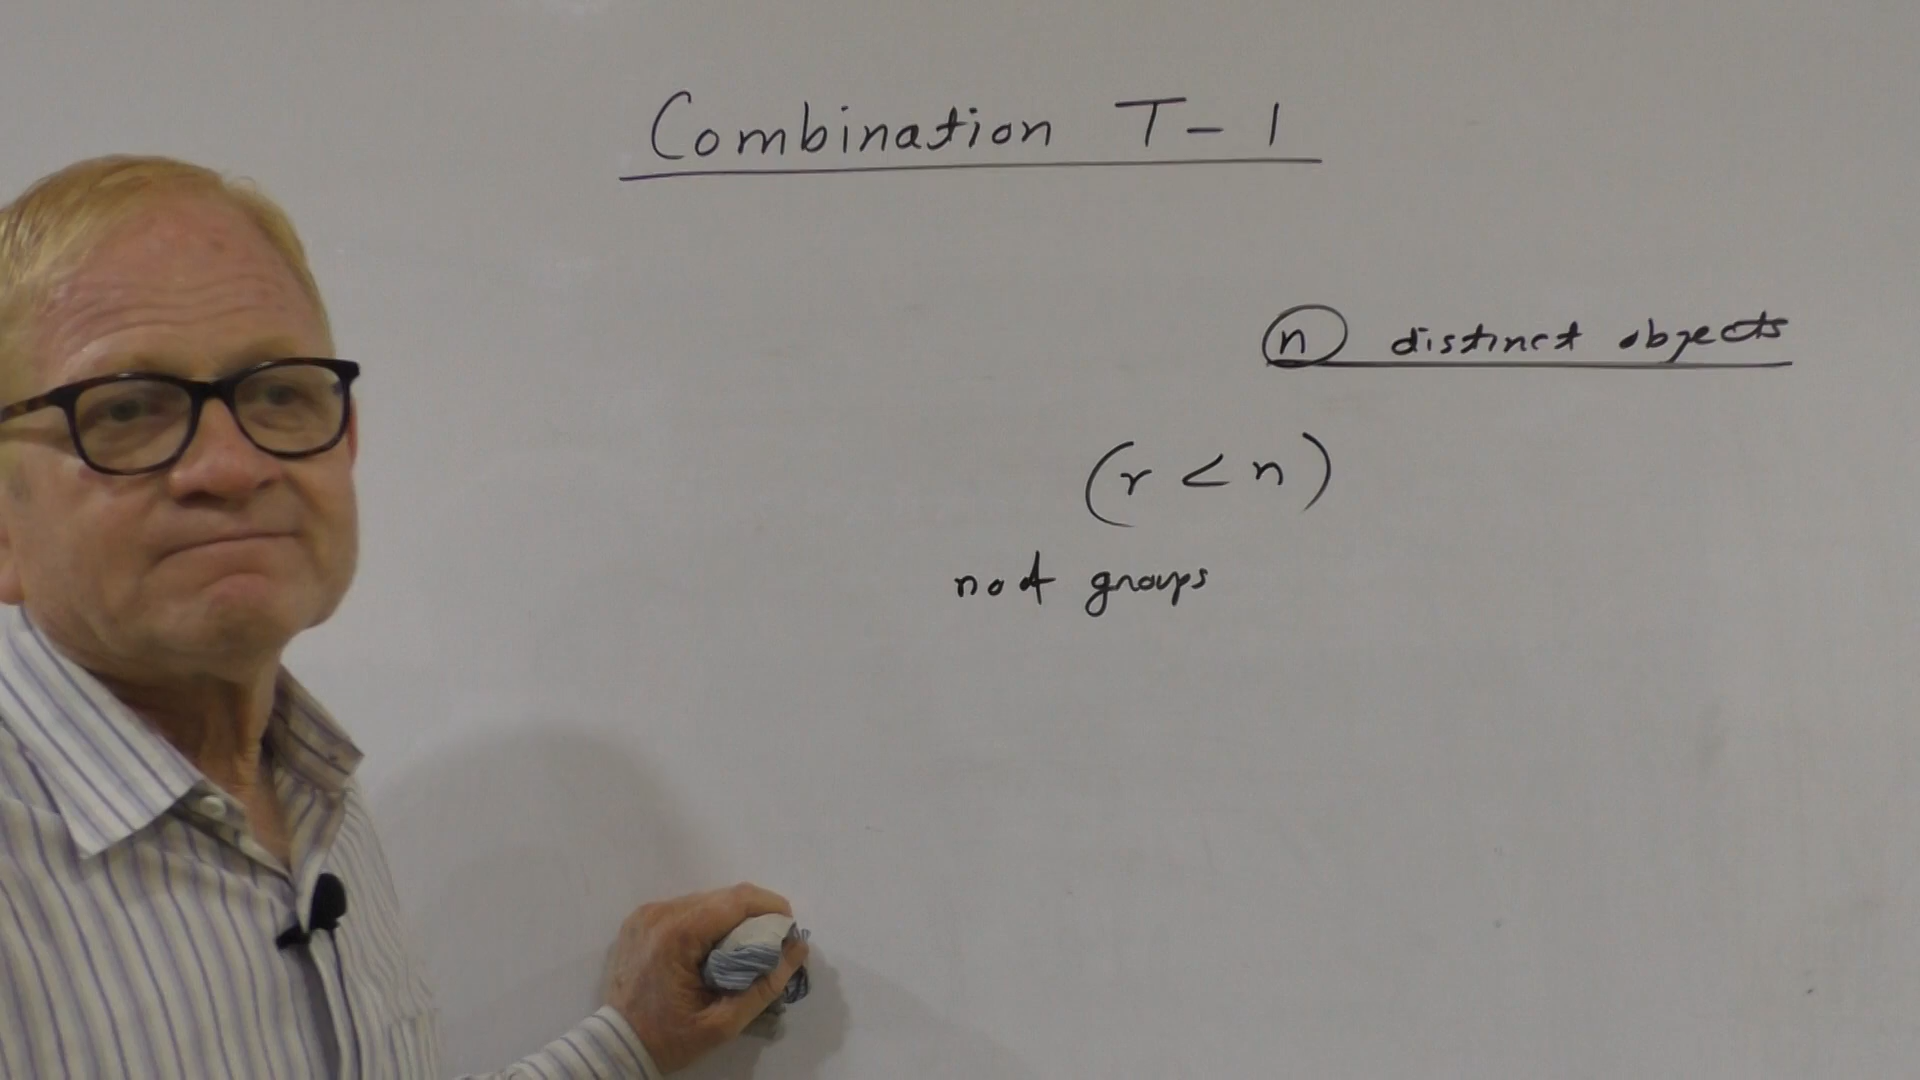 Combination T-1
n distinct objects
(r < n)
not groups